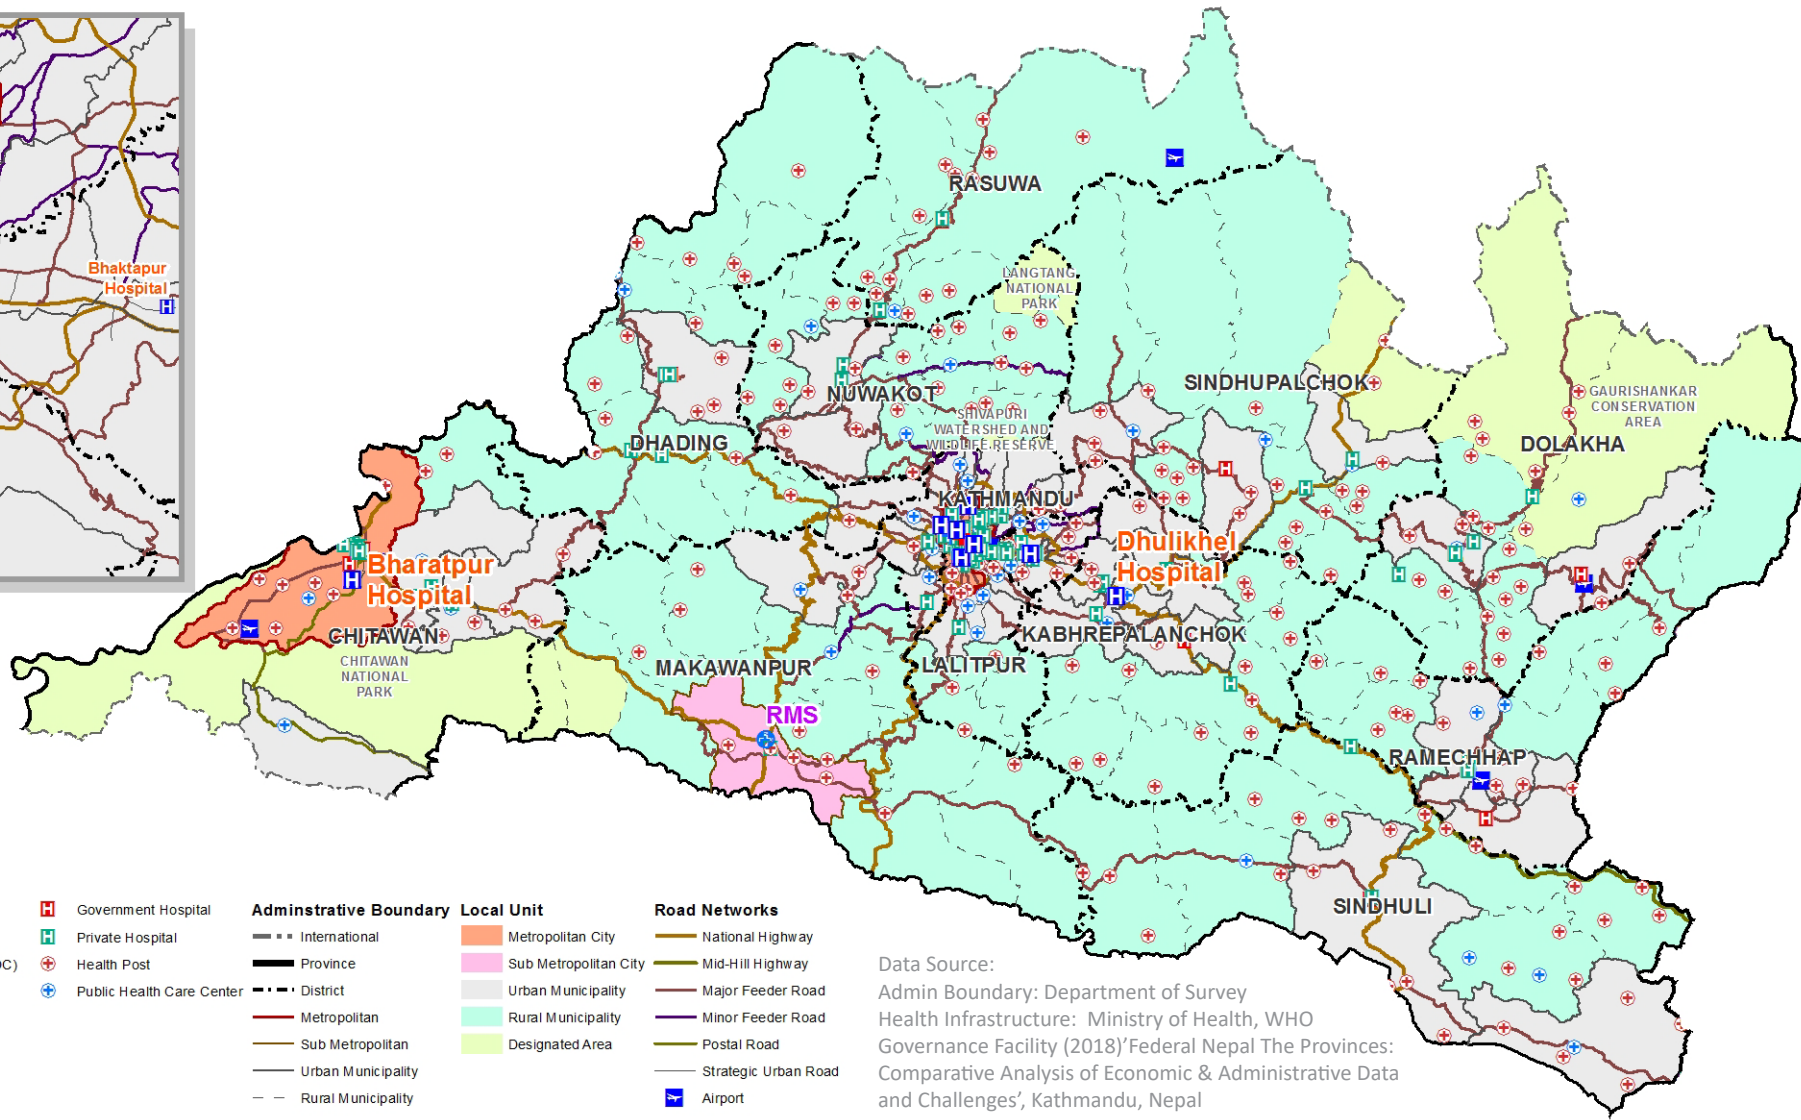 Bhaktapur
Hospital
RASUWA
LANGTANG
NATIONAL
PARK
SINDHUPALCHOK
NUWAKOT
GAURISHANKAR
CONSERVATION
AREA
SHIVAPURI
WATERSHED AND
WILDLIFE RESERVE
DHADING
DOLAKHA
KATHMANDU
Dhulikhel
Hospital
Bharatpur
Hospital
CHITAWAN
CHITAWAN
NATIONAL
PARK
KABHREPALANCHOK
MAKAWANPUR
LALITPUR
RMS
RAMECHHAP
SINDHULI
Government Hospital
Private Hospital
DC)
Health Post
Public Health Care Center
Adminstrative Boundary
International
Province
District
Metropolitan
Sub Metropolitan
Urban Municipality
Rural Municipality
Local Unit
Metropolitan City
Sub Metropolitan City
Urban Municipality
Rural Municipality
Designated Area
Road Networks
National Highway
Mid-Hill Highway
Major Feeder Road
Minor Feeder Road
Postal Road
Strategic Urban Road
Airport
Data Source:
Admin Boundary: Department of Survey
Health Infrastructure: Ministry of Health, WHO
Governance Facility (2018)'Federal Nepal The Provinces:
Comparative Analysis of Economic & Administrative Data
and Challenges', Kathmandu, Nepal